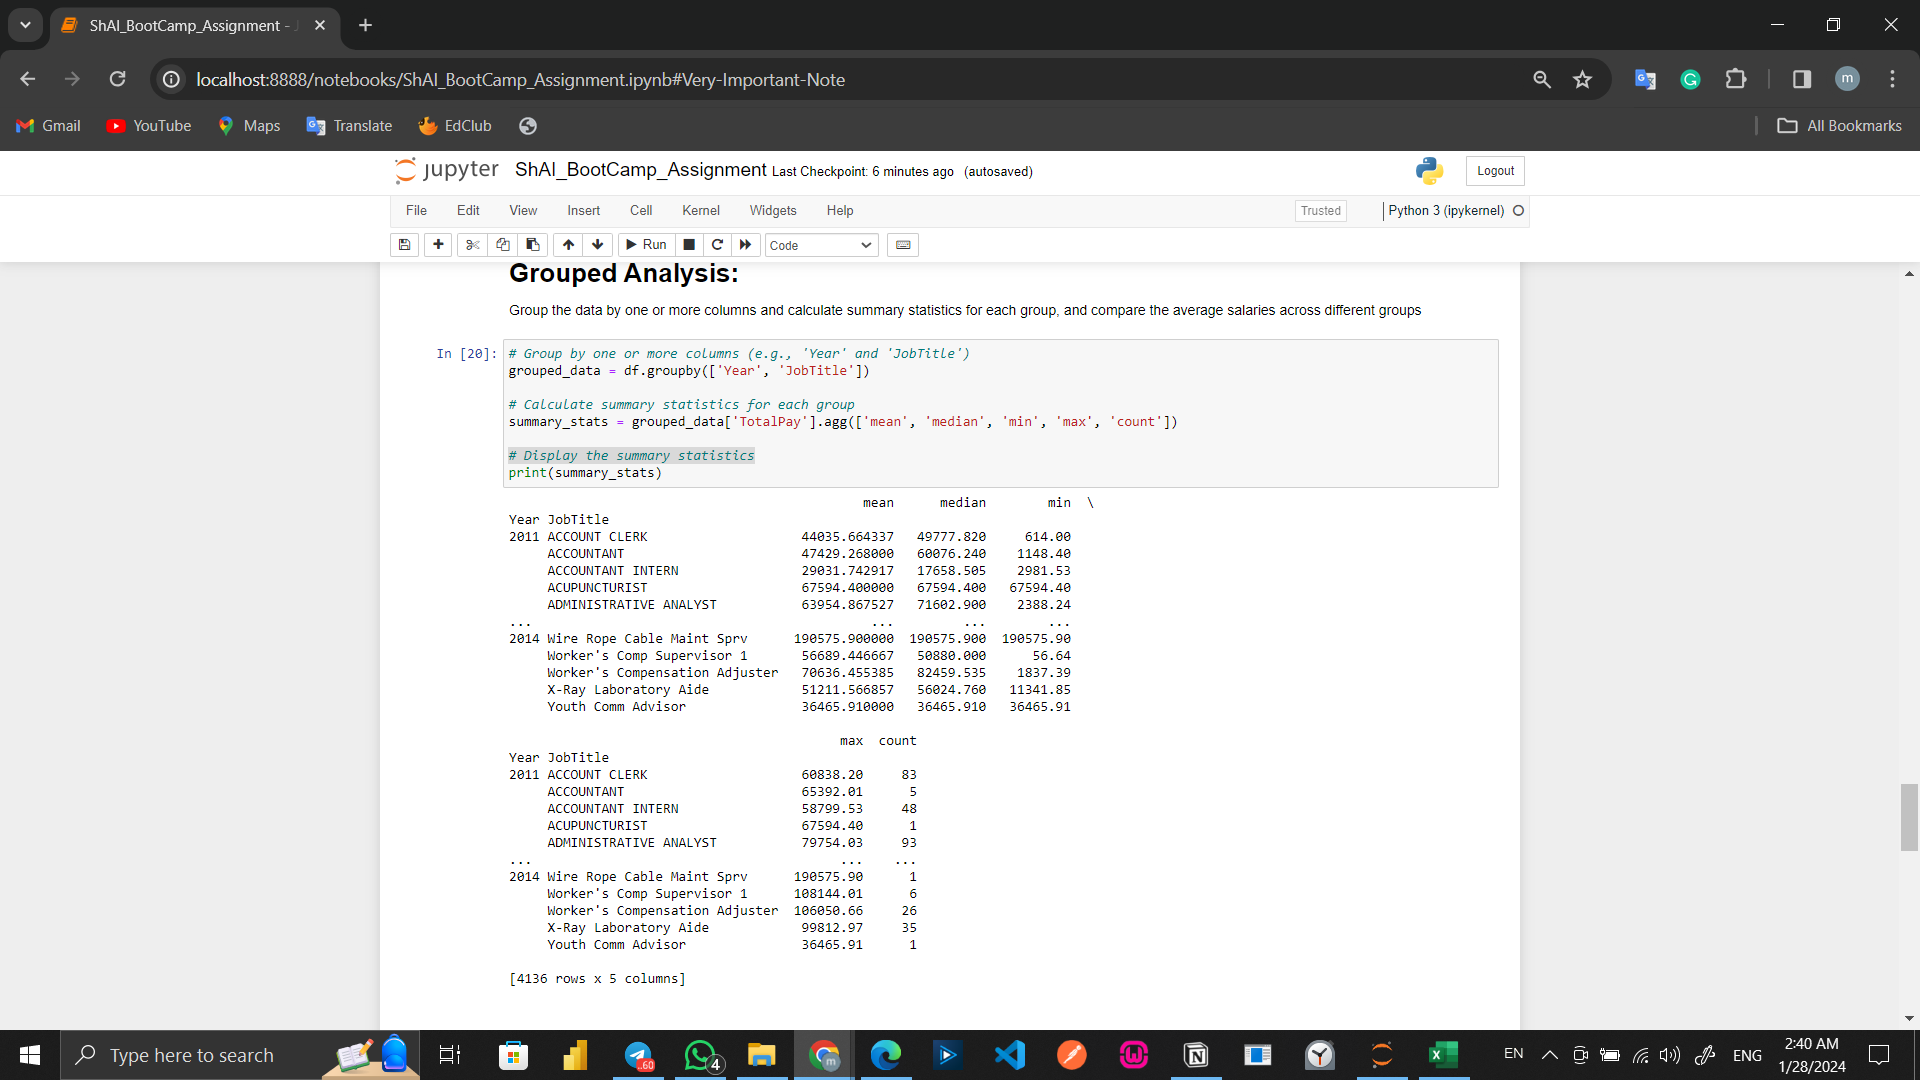 ShAI_BootCamp_Assignment - J
localhost:8888/notebooks/ShAI_BootCamp_Assignment.ipynb#Very-Important-Note
m
Gmail YouTube Maps Translate EdClub All Bookmarks
jupyter ShAI_BootCamp_Assignment Last Checkpoint: 6 minutes ago (autosaved) Logout
File Edit View Insert Cell Kernel Widgets Help Trusted Python 3 (ipykernel)
Run Code
Grouped Analysis:
Group the data by one or more columns and calculate summary statistics for each group, and compare the average salaries across different groups
In [20]: # Group by one or more columns (e.g., 'Year' and 'JobTitle')
grouped_data = df.groupby(['Year', 'JobTitle'])
# Calculate summary statistics for each group
summary_stats = grouped_data['TotalPay'].agg(['mean', 'median', 'min', 'max', 'count'])
# Display the summary statistics
print(summary_stats)
mean median min \
Year JobTitle
2011 ACCOUNT CLERK 44035.664337 49777.820 614.00
ACCOUNTANT 47429.268000 60076.240 1148.40
ACCOUNTANT INTERN 29031.742917 17658.505 2981.53
ACUPUNCTURIST 67594.400000 67594.400 67594.40
ADMINISTRATIVE ANALYST 63954.867527 71602.900 2388.24
... ... ... ...
2014 Wire Rope Cable Maint Sprv 190575.900000 190575.900 190575.90
Worker's Comp Supervisor 1 56689.446667 50880.000 56.64
Worker's Compensation Adjuster 70636.455385 82459.535 1837.39
X-Ray Laboratory Aide 51211.566857 56024.760 11341.85
Youth Comm Advisor 36465.910000 36465.910 36465.91
max count
Year JobTitle
2011 ACCOUNT CLERK 60838.20 83
ACCOUNTANT 65392.01 5
ACCOUNTANT INTERN 58799.53 48
ACUPUNCTURIST 67594.40 1
ADMINISTRATIVE ANALYST 79754.03 93
... ... ...
2014 Wire Rope Cable Maint Sprv 190575.90 1
Worker's Comp Supervisor 1 108144.01 6
Worker's Compensation Adjuster 106050.66 26
X-Ray Laboratory Aide 99812.97 35
Youth Comm Advisor 36465.91 1
[4136 rows x 5 columns]
Type here to search
.60
4
m
EN ENG
2:40 AM
1/28/2024